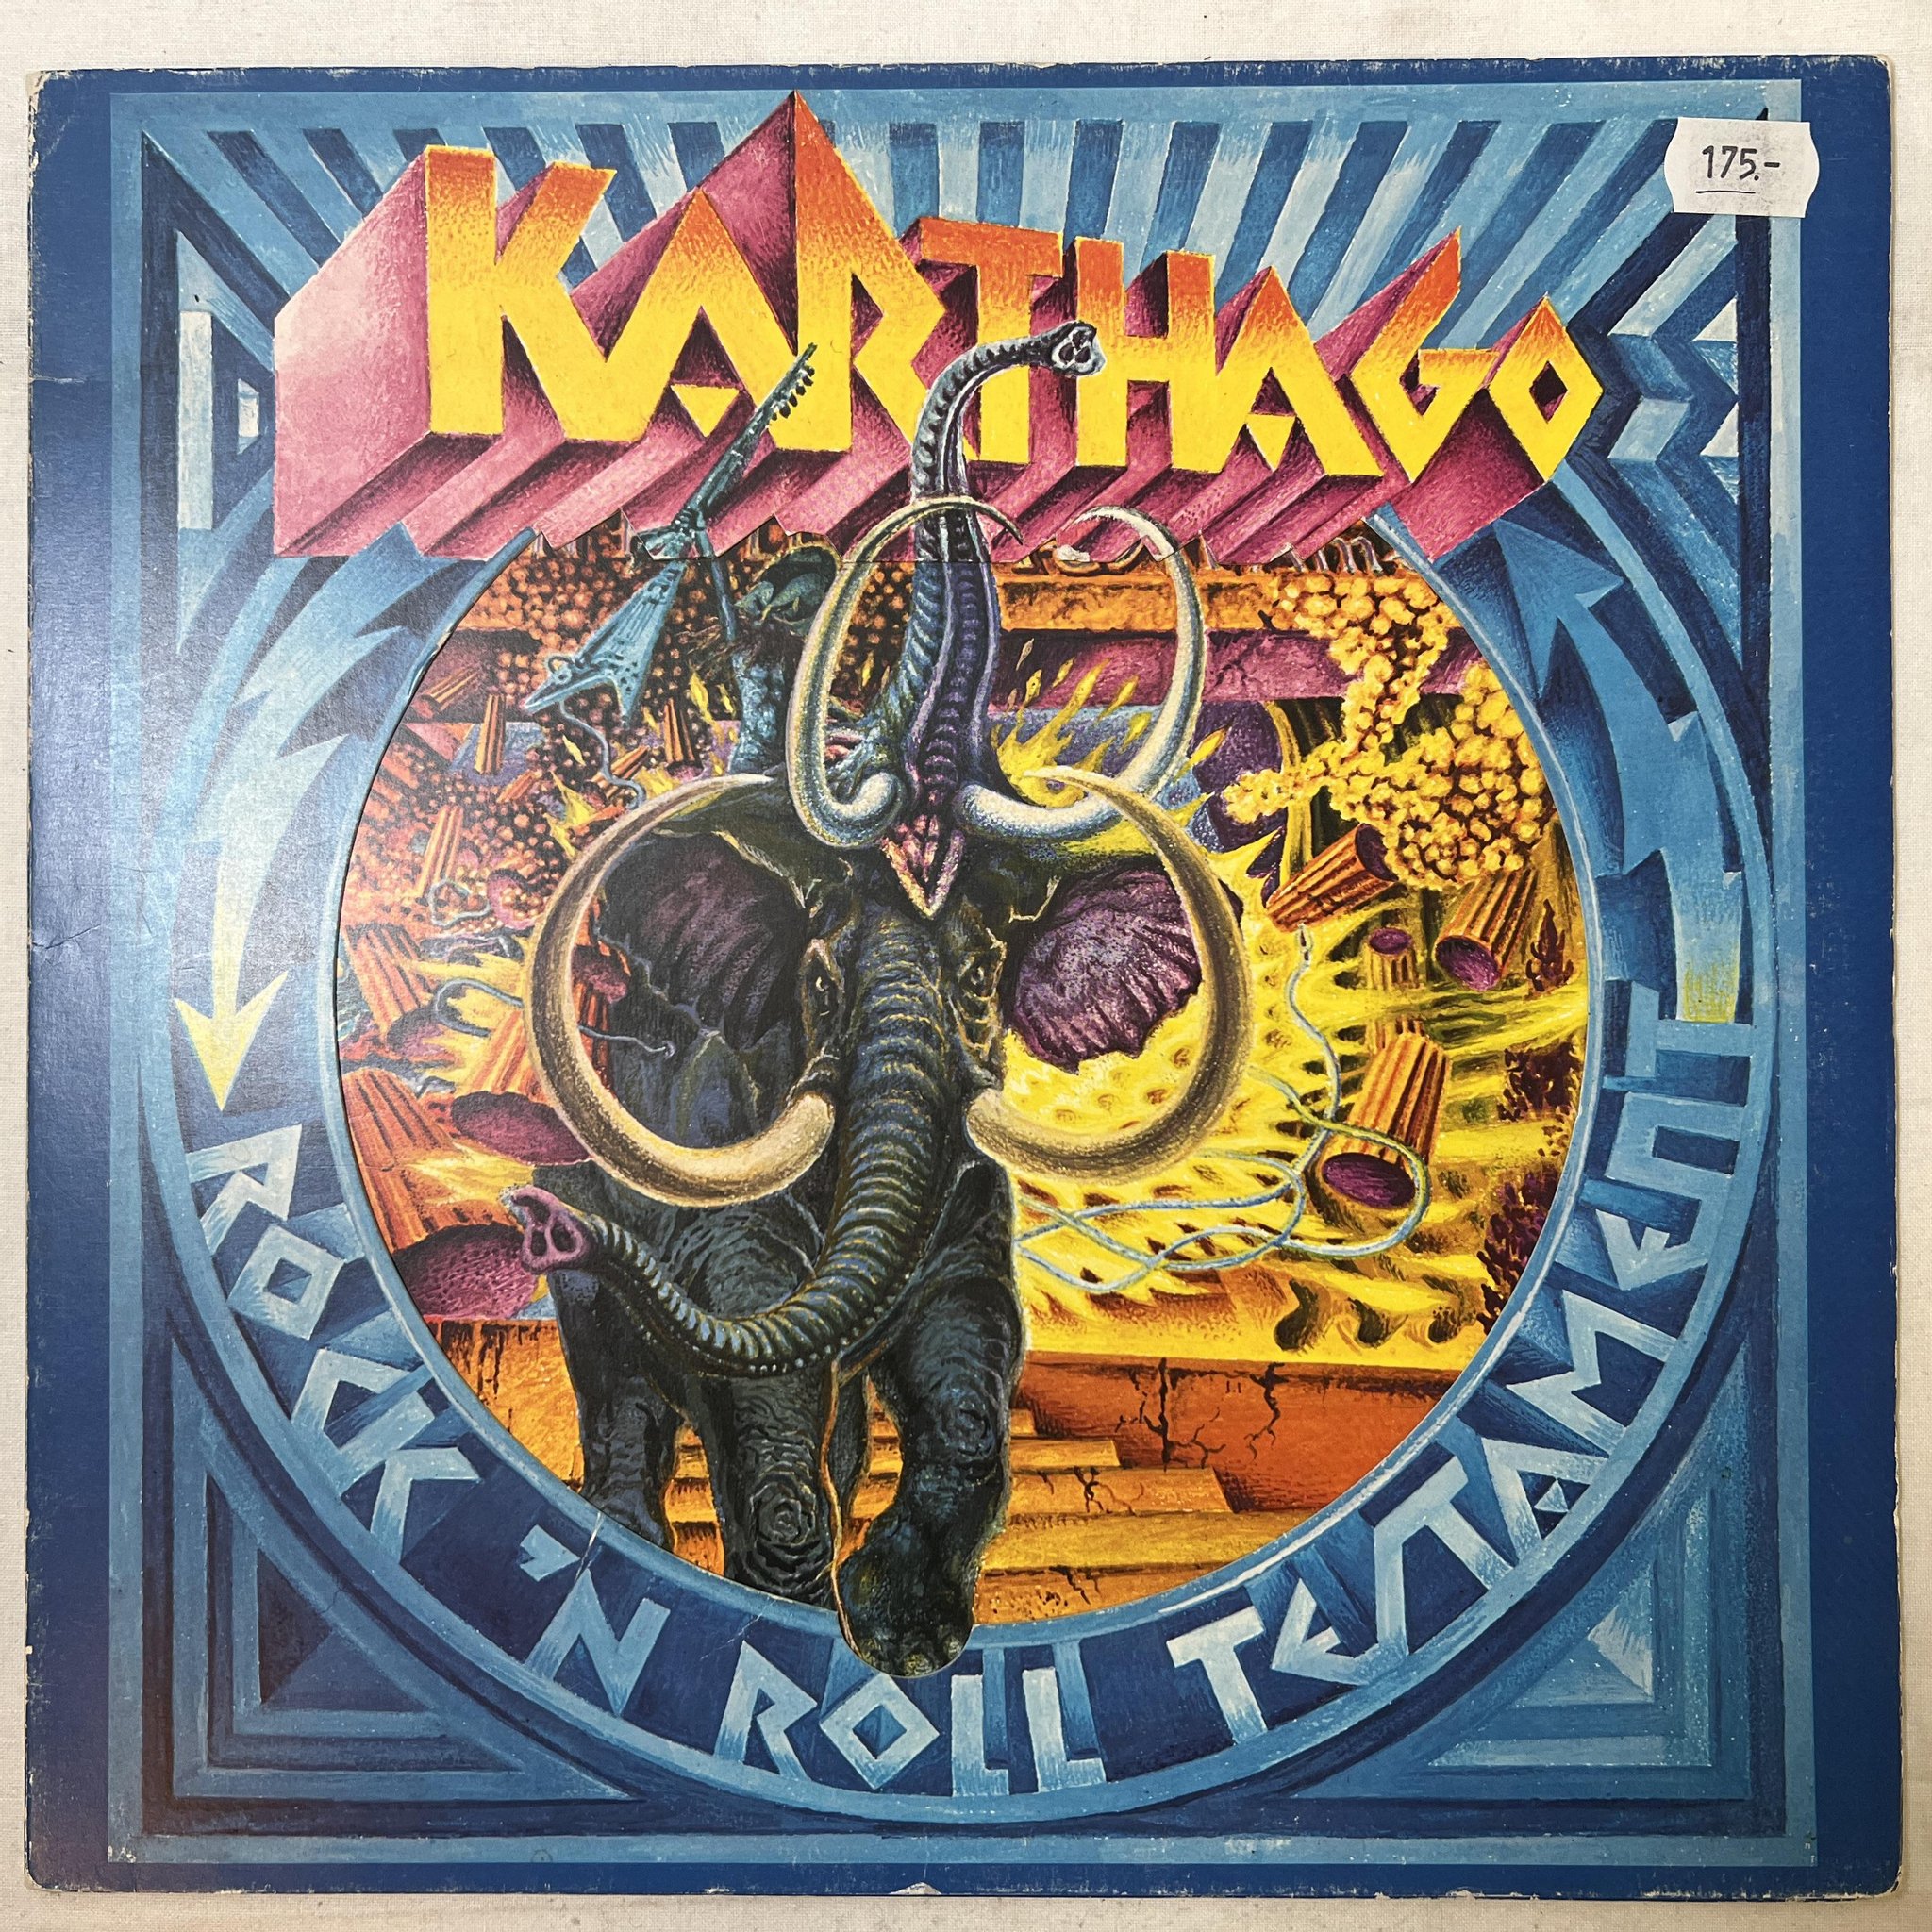 KARTHAGO
175.-
ROCK 'N ROLL TESTAMENT